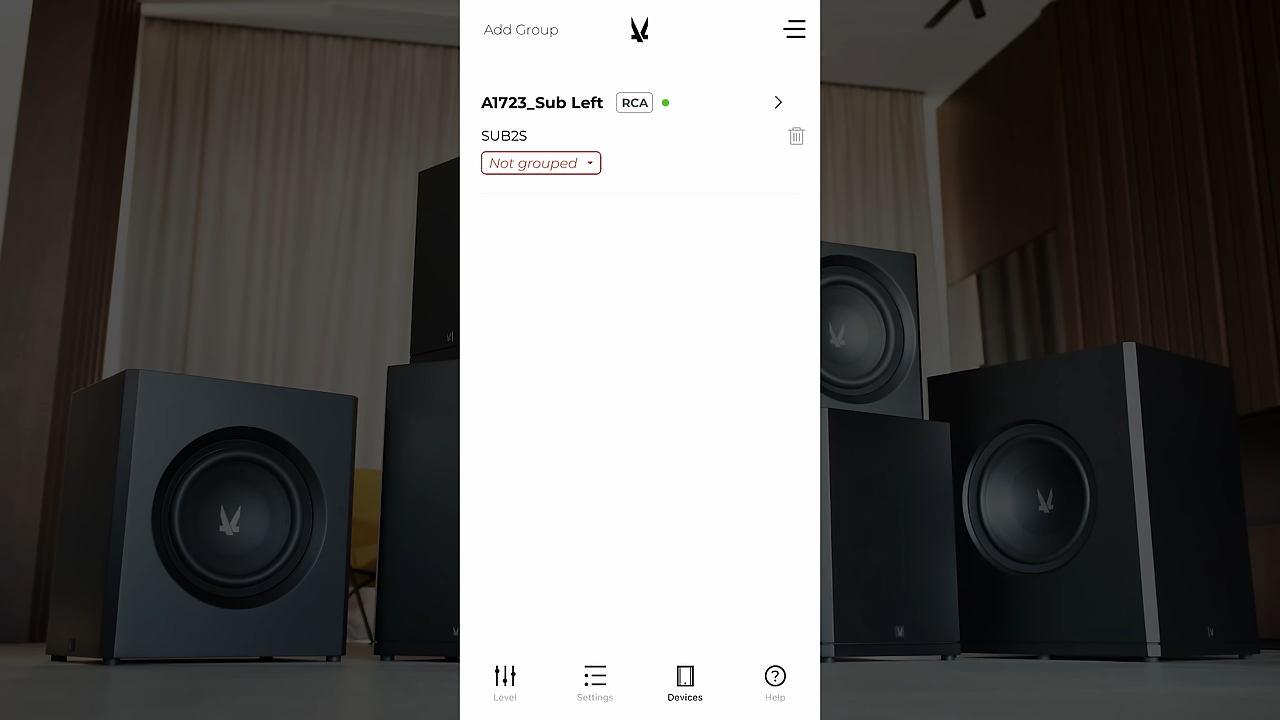 Add Group
A1723_Sub Left RCA
SUB2S
Not grouped
Level Settings Devices Help